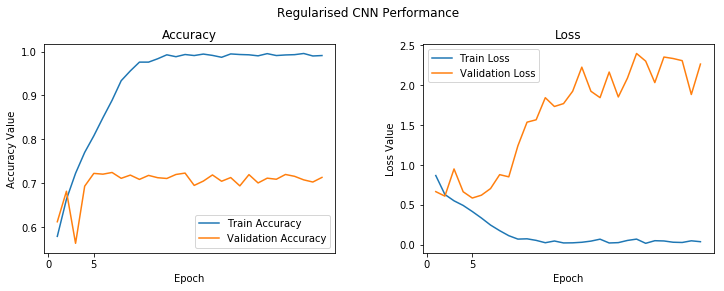 Regularised CNN Performance
Accuracy
Accuracy Value
1.0
0.9
0.8
0.7
0.6
Train Accuracy
Validation Accuracy
0
5
Epoch
Loss
Loss Value
2.5
2.0
1.5
1.0
0.5
0.0
Train Loss
Validation Loss
0
5
Epoch